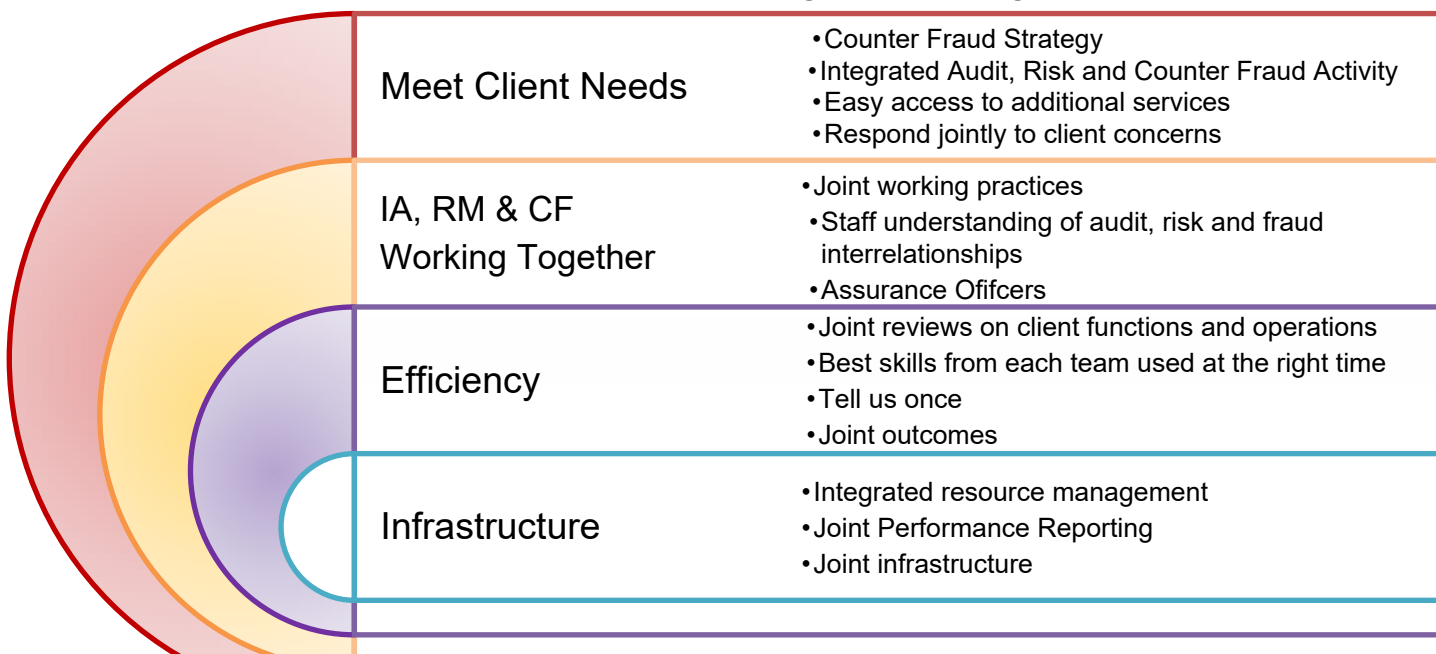 Meet Client Needs
•Counter Fraud Strategy
•Integrated Audit, Risk and Counter Fraud Activity
•Easy access to additional services
•Respond jointly to client concerns
IA, RM & CF
Working Together
•Joint working practices
•Staff understanding of audit, risk and fraud
interrelationships
•Assurance Ofifcers
Efficiency
•Joint reviews on client functions and operations
•Best skills from each team used at the right time
•Tell us once
•Joint outcomes
Infrastructure
•Integrated resource management
•Joint Performance Reporting
•Joint infrastructure